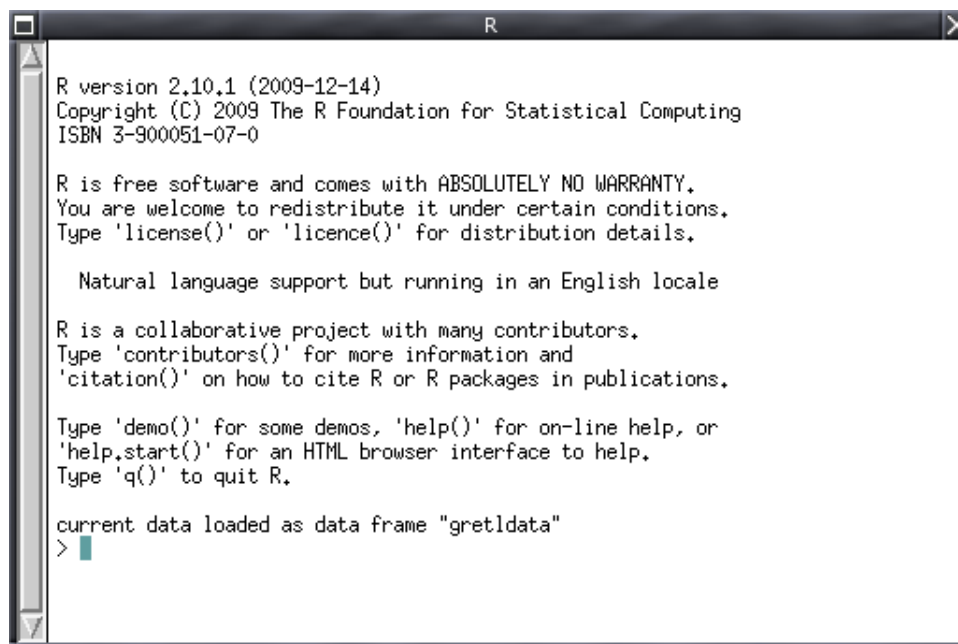 R
R version 2.10.1 (2009-12-14)
Copyright (C) 2009 The R Foundation for Statistical Computing
ISBN 3-900051-07-0
R is free software and comes with ABSOLUTELY NO WARRANTY.
You are welcome to redistribute it under certain conditions.
Type 'license()' or 'licence()' for distribution details.
Natural language support but running in an English locale
R is a collaborative project with many contributors.
Type 'contributors()' for more information and
'citation()' on how to cite R or R packages in publications.
Type 'demo()' for some demos, 'help()' for on-line help, or
'help.start()' for an HTML browser interface to help.
Type 'q()' to quit R.
current data loaded as data frame "gretldata"
>